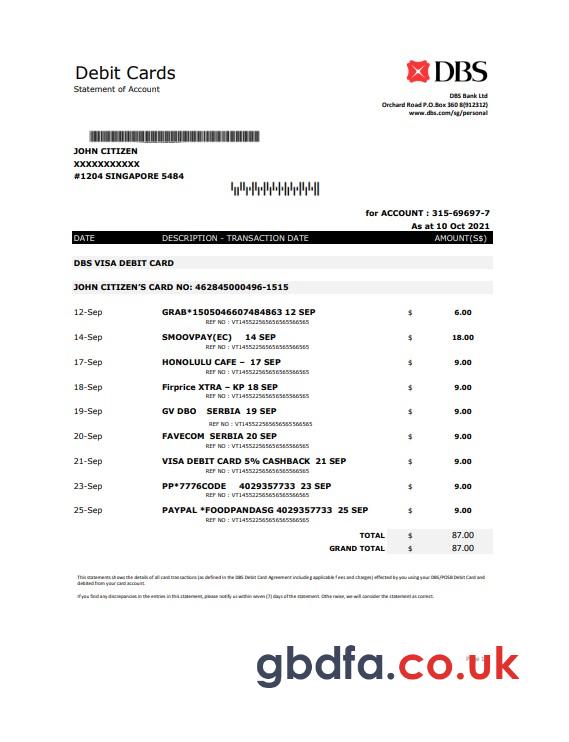 Debit Cards
Statement of Account
DBS
DBS Bank Ltd
Orchard Road P.O.Box 360 8(912312)
www.dbs.com/sg/personal
JOHN CITIZEN
XXXXXXXXXXX
#1204 SINGAPORE 5484
for ACCOUNT : 315-69697-7
As at 10 Oct 2021
DATE DESCRIPTION - TRANSACTION DATE AMOUNT(S$)
DBS VISA DEBIT CARD
JOHN CITIZEN'S CARD NO: 462845000496-1515
12-Sep GRAB*1505046607484863 12 SEP $ 6.00
REF NO : VT145522565656565566565
14-Sep SMOOVPAY(EC) 14 SEP $ 18.00
REF NO : VT145522565656565566565
17-Sep HONOLULU CAFE – 17 SEP $ 9.00
REF NO : VT145522565656565566565
18-Sep Firprice XTRA – KP 18 SEP $ 9.00
REF NO : VT145522565656565566565
19-Sep GV DBO SERBIA 19 SEP $ 9.00
REF NO : VT145522565656565566565
20-Sep FAVECOM SERBIA 20 SEP $ 9.00
REF NO : VT145522565656565566565
21-Sep VISA DEBIT CARD 5% CASHBACK 21 SEP $ 9.00
REF NO : VT145522565656565566565
23-Sep PP*7776CODE 4029357733 23 SEP $ 9.00
REF NO : VT145522565656565566565
25-Sep PAYPAL *FOODPANDASG 4029357733 25 SEP $ 9.00
REF NO : VT145522565656565566565
TOTAL $ 87.00
GRAND TOTAL $ 87.00
This statements shows the details of all card transactions (as defined in the DBS Debit Card Agreement including applicable f ees and charges) effected by you using your DBS/POSB Debit Card and
debited from your card account.
If you find any discrepancies in the entries in this statement, please notify us within seven (7) days of the statement. Othe rwise, we will consider the statement as correct.
gbdfa.co.uk